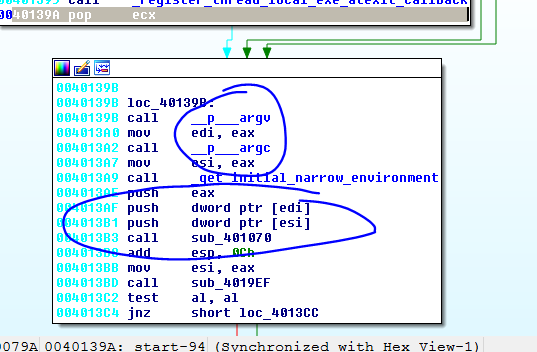 00401399 call _register_thread_local_exe_atexit_callback
0040139A pop ecx
0040139B
0040139B loc_40139B:
0040139B call __p___argv
004013A0 mov edi, eax
004013A2 call __p___argc
004013A7 mov esi, eax
004013A9 call _get_initial_narrow_environment
004013AE push eax
004013AF push dword ptr [edi]
004013B1 push dword ptr [esi]
004013B3 call sub_401070
004013B8 add esp, 0Ch
004013BB mov esi, eax
004013BD call sub_4019EF
004013C2 test al, al
004013C4 jnz short loc_4013CC
0079A 0040139A: start-94 (Synchronized with Hex View-1)